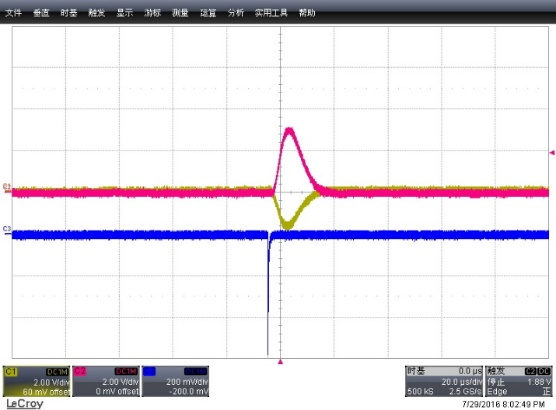 文件 垂直 时基 触发 显示 游标 测量 运算 分析 实用工具 帮助
C3
C1 DC1M
2.00 V/div
60 mV offset
C2 DC1M
2.00 V/div
0 mV offset
200 mV/div
-200.0 mV
时基 0.0 µs
20.0 µs/div
500 kS 2.5 GS/s
触发 C2 DC
停止 1.88 V
Edge 正
LeCroy
7/29/2016 8:02:49 PM